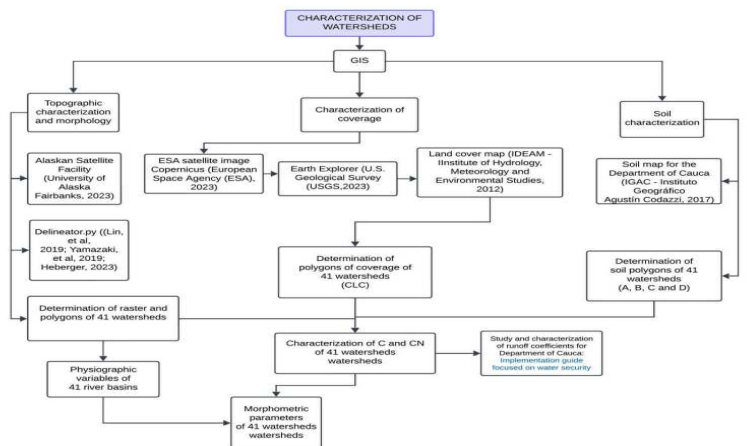 CHARACTERIZATION OF
WATERSHEDS
GIS
Topographic
characterization
and morphology
Characterization of
coverage
Soil
characterization
Alaskan Satellite
Facility
(University of
Alaska
Fairbanks, 2023)
ESA satellite image
Copernicus (European
Space Agency (ESA),
2023)
Earth Explorer (U.S.
Geological Survey
(USGS,2023)
Land cover map (IDEAM -
IInstitute of Hydrology,
Meteorology and
Environmental Studies,
2012)
Soil map for the
Department of Cauca
(IGAC - Instituto
Geográfico
Agustín Codazzi, 2017)
Delineator.py ((Lin,
et al,
2019; Yamazaki,
et al, 2019;
Heberger, 2023)
Determination of
polygons of coverage of
41 watersheds
(CLC)
Determination of
soil polygons of 41
watersheds
(A, B, C and D)
Determination of raster and
polygons of 41 watersheds
Characterization of C and CN
of 41 watersheds
watersheds
Study and characterization
of runoff coefficients for
Department of Cauca:
Implementation guide
focused on water security
Physiographic
variables of
41 river basins
Morphometric
parameters
of 41 watersheds
watersheds